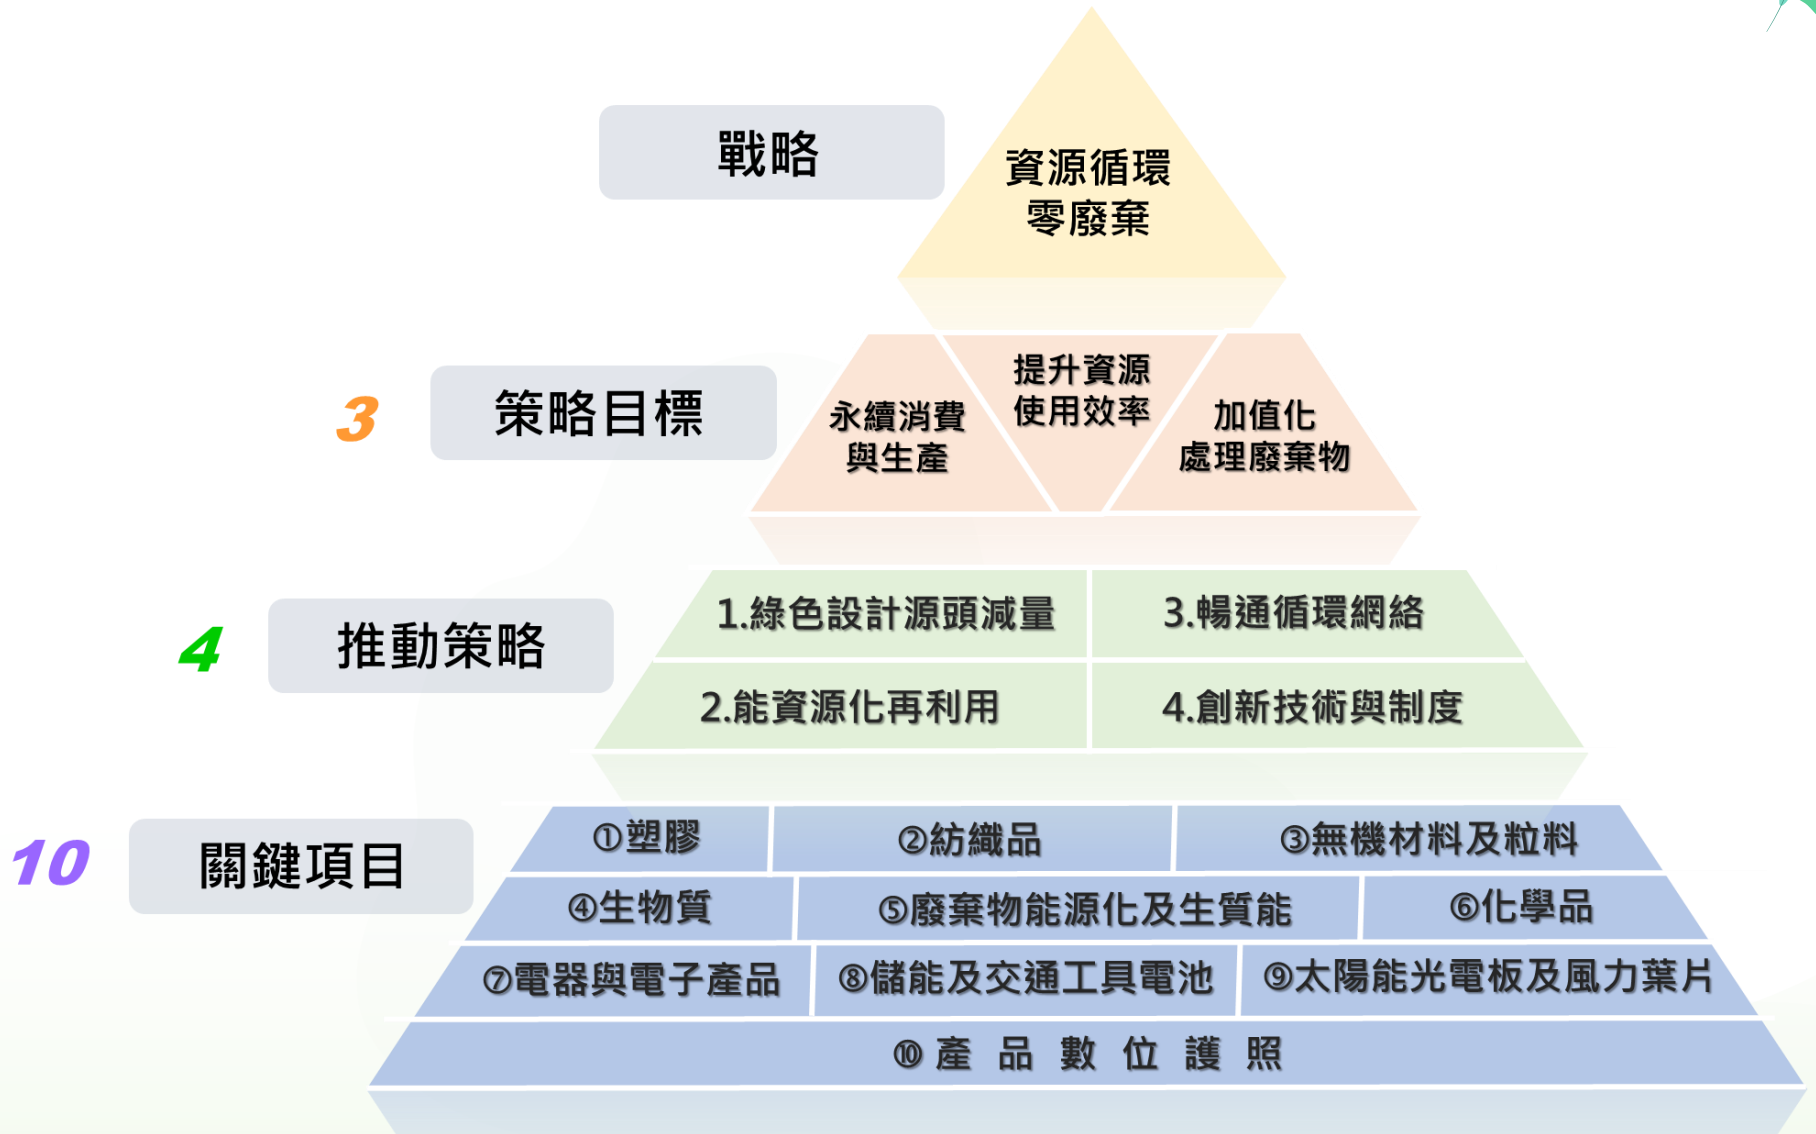 戰略
資源循環
零廢棄
3
策略目標
永續消費
與生產
提升資源
使用效率
加值化
處理廢棄物
4
推動策略
1.綠色設計源頭減量
3.暢通循環網絡
2.能資源化再利用
4.創新技術與制度
10
關鍵項目
①塑膠
②紡織品
③無機材料及粒料
④生物質
⑤廢棄物能源化及生質能
⑥化學品
⑦電器與電子產品
⑧儲能及交通工具電池
⑨太陽能光電板及風力葉片
⑩產品數位護照